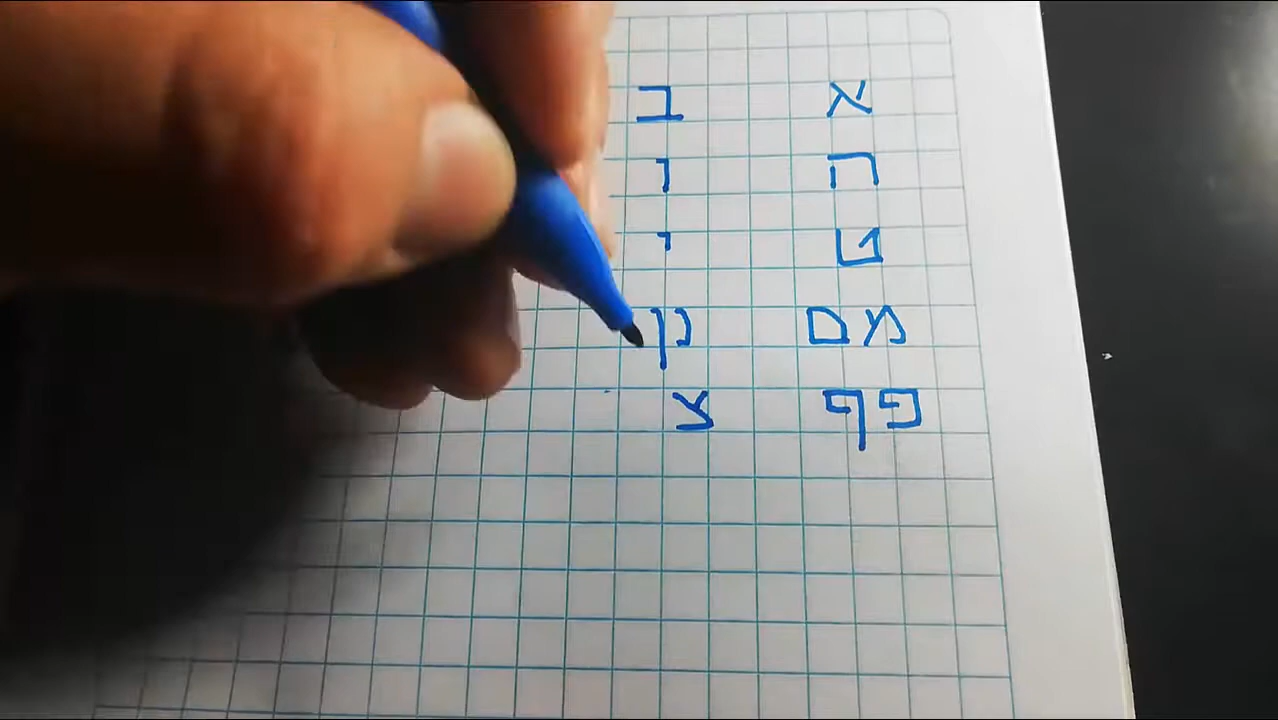 א ב
ה ו
ט י
מם נן
פף צ